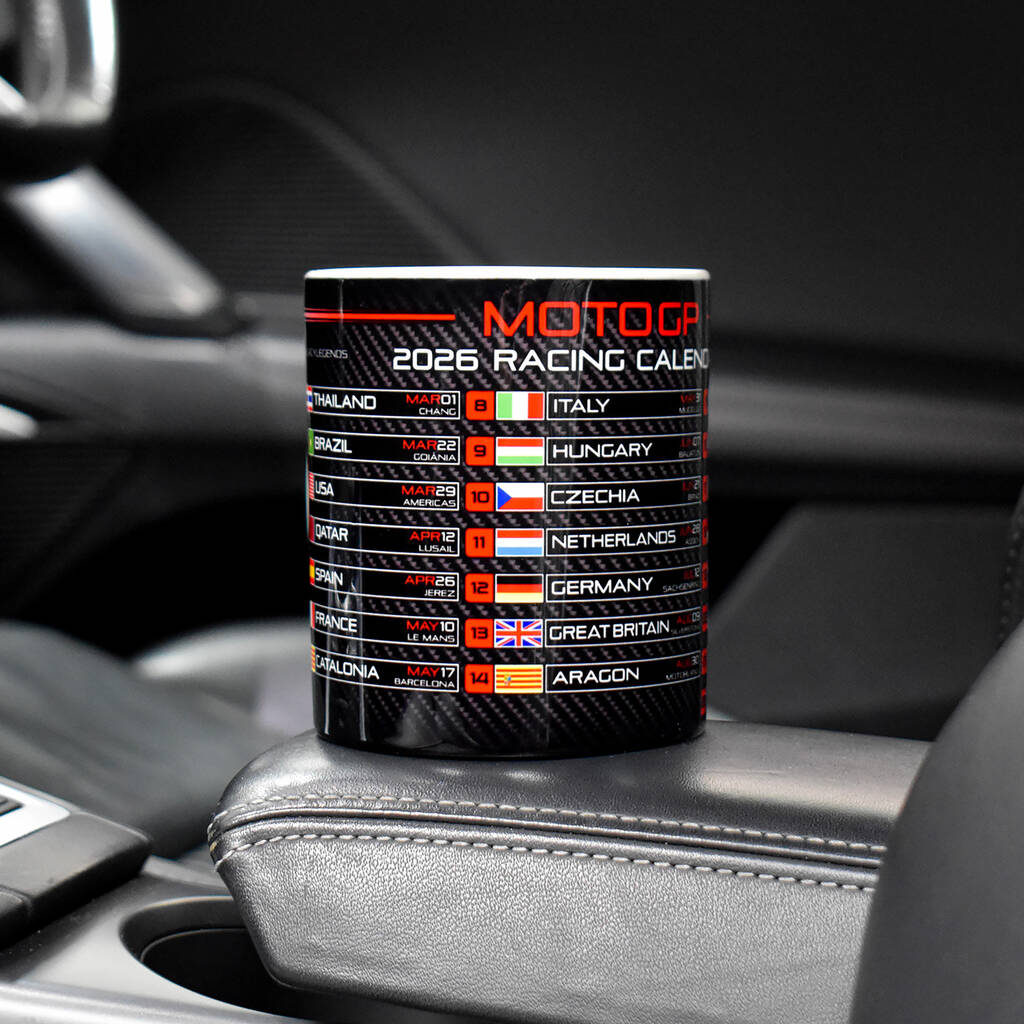 MOTOGP
2026 RACING CALEND
THAILAND MAR01
CHANG
BRAZIL MAR22
GOIÂNIA
USA MAR29
AMERICAS
QATAR APR12
LUSAIL
SPAIN APR26
JEREZ
FRANCE MAY10
LE MANS
CATALONIA MAY17
BARCELONA
8 ITALY
9 HUNGARY
10 CZECHIA
11 NETHERLANDS
ASSEN
12 GERMANY
13 GREAT BRITAIN
14 ARAGON